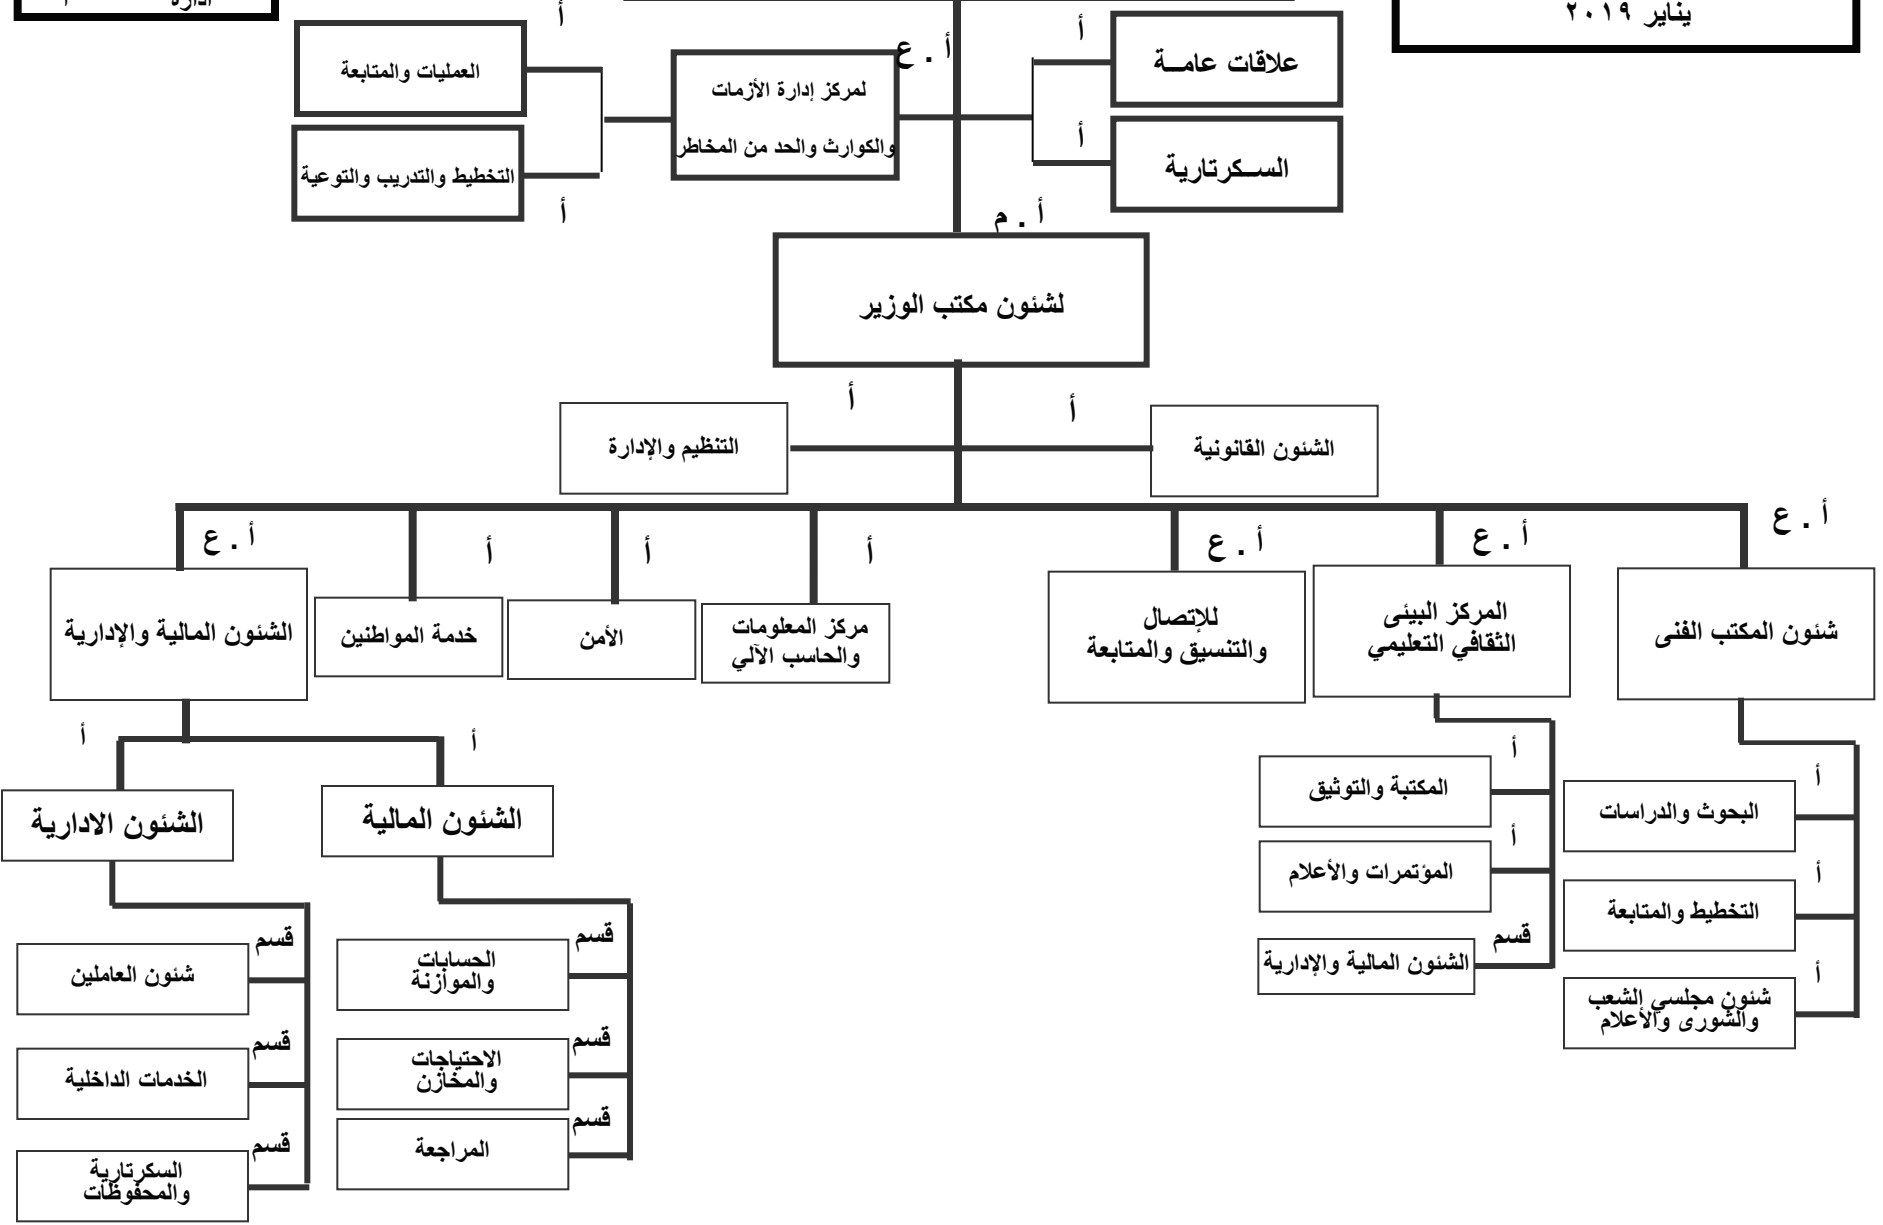 يناير ٢٠١٩
أ
علاقات عامــة
أ
الســكرتارية
أ . ع
لمركز إدارة الأزمات
والكوارث والحد من المخاطر
أ
العمليات والمتابعة
التخطيط والتدريب والتوعية
أ
أ . م
لشئون مكتب الوزير
أ
الشئون القانونية
أ
التنظيم والإدارة
أ . ع
شئون المكتب الفنى
أ . ع
المركز البيئى
الثقافي التعليمي
أ . ع
للإتصال
والتنسيق والمتابعة
أ
مركز المعلومات
والحاسب الآلي
أ
الأمن
أ
خدمة المواطنين
أ . ع
الشئون المالية والإدارية
أ
البحوث والدراسات
أ
التخطيط والمتابعة
أ
شئون مجلسي الشعب
والشورى والأعلام
أ
المكتبة والتوثيق
أ
المؤتمرات والأعلام
قسم
الشئون المالية والإدارية
أ
الشئون المالية
قسم
الحسابات
والموازنة
قسم
الاحتياجات
والمخازن
قسم
المراجعة
أ
الشئون الادارية
قسم
شئون العاملين
قسم
الخدمات الداخلية
قسم
السكرتارية
والمحفوظات